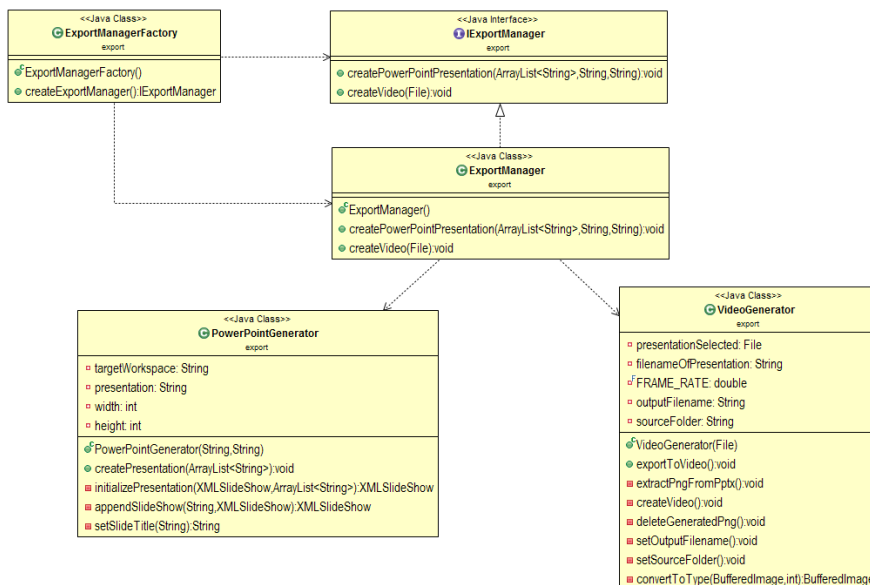 <<Java Class>>
ExportManagerFactory
export
ExportManagerFactory()
createExportManager():IExportManager
<<Java Interface>>
IExportManager
export
createPowerPointPresentation(ArrayList<String>,String,String):void
createVideo(File):void
<<Java Class>>
ExportManager
export
ExportManager()
createPowerPointPresentation(ArrayList<String>,String,String):void
createVideo(File):void
<<Java Class>>
PowerPointGenerator
export
targetWorkspace: String
presentation: String
width: int
height: int
PowerPointGenerator(String,String)
createPresentation(ArrayList<String>):void
initializePresentation(XMLSlideShow,ArrayList<String>):XMLSlideShow
appendSlideShow(String,XMLSlideShow):XMLSlideShow
setSlideTitle(String):String
<<Java Class>>
VideoGenerator
export
presentationSelected: File
filenameOfPresentation: String
FRAME_RATE: double
outputFilename: String
sourceFolder: String
VideoGenerator(File)
exportToVideo():void
extractPngFromPptx():void
createVideo():void
deleteGeneratedPng():void
setOutputFilename():void
setSourceFolder():void
convertToType(BufferedImage,int):BufferedImage